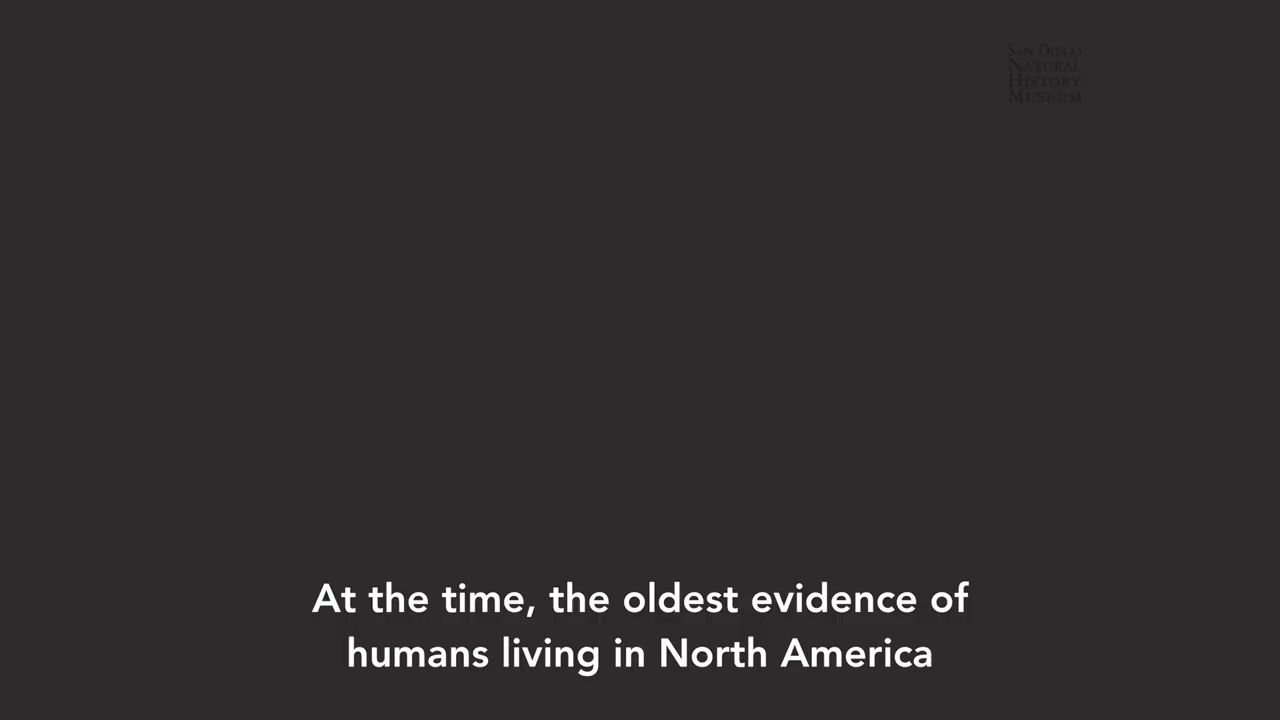 SAN DIEGO
NATURAL
HISTORY
MUSEUM
At the time, the oldest evidence of
humans living in North America